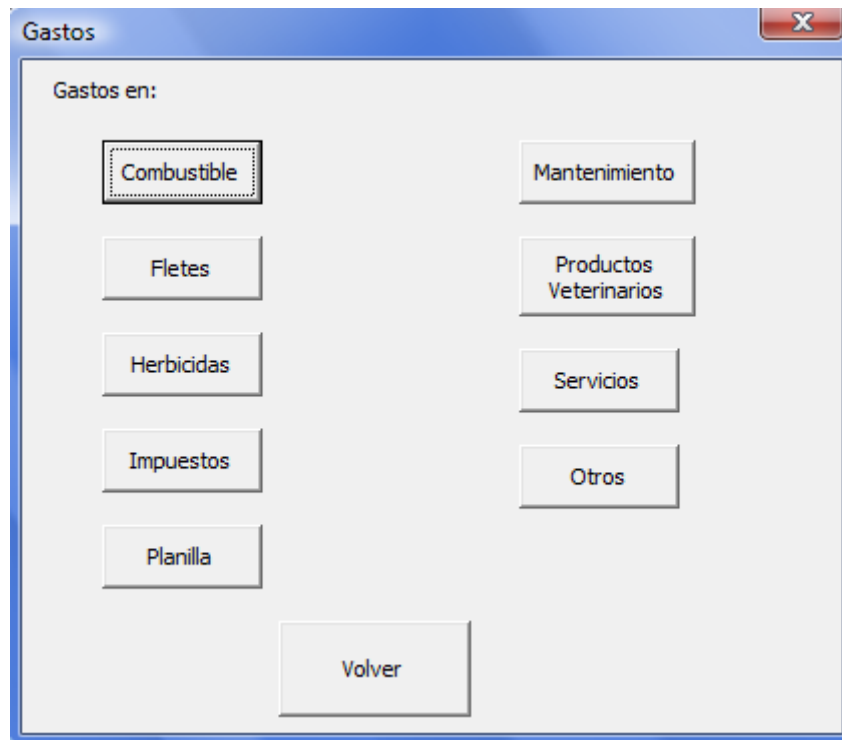 Gastos
Gastos en:
Combustible
Fletes
Herbicidas
Impuestos
Planilla
Mantenimiento
Productos
Veterinarios
Servicios
Otros
Volver